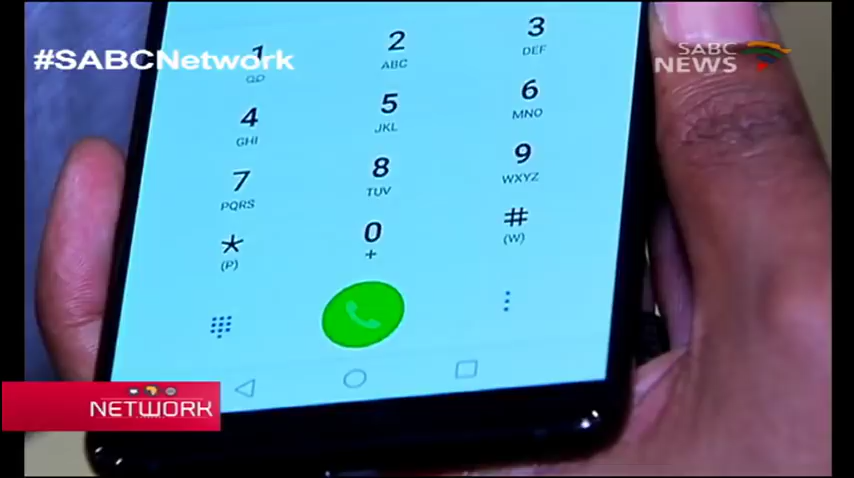 #SABCNetwork
SABC
NEWS
1
QO
2
ABC
3
DEF
4
GHI
5
JKL
6
MNO
7
PQRS
8
TUV
9
WXYZ
*
(P)
0
+
#
(W)
NETWORK